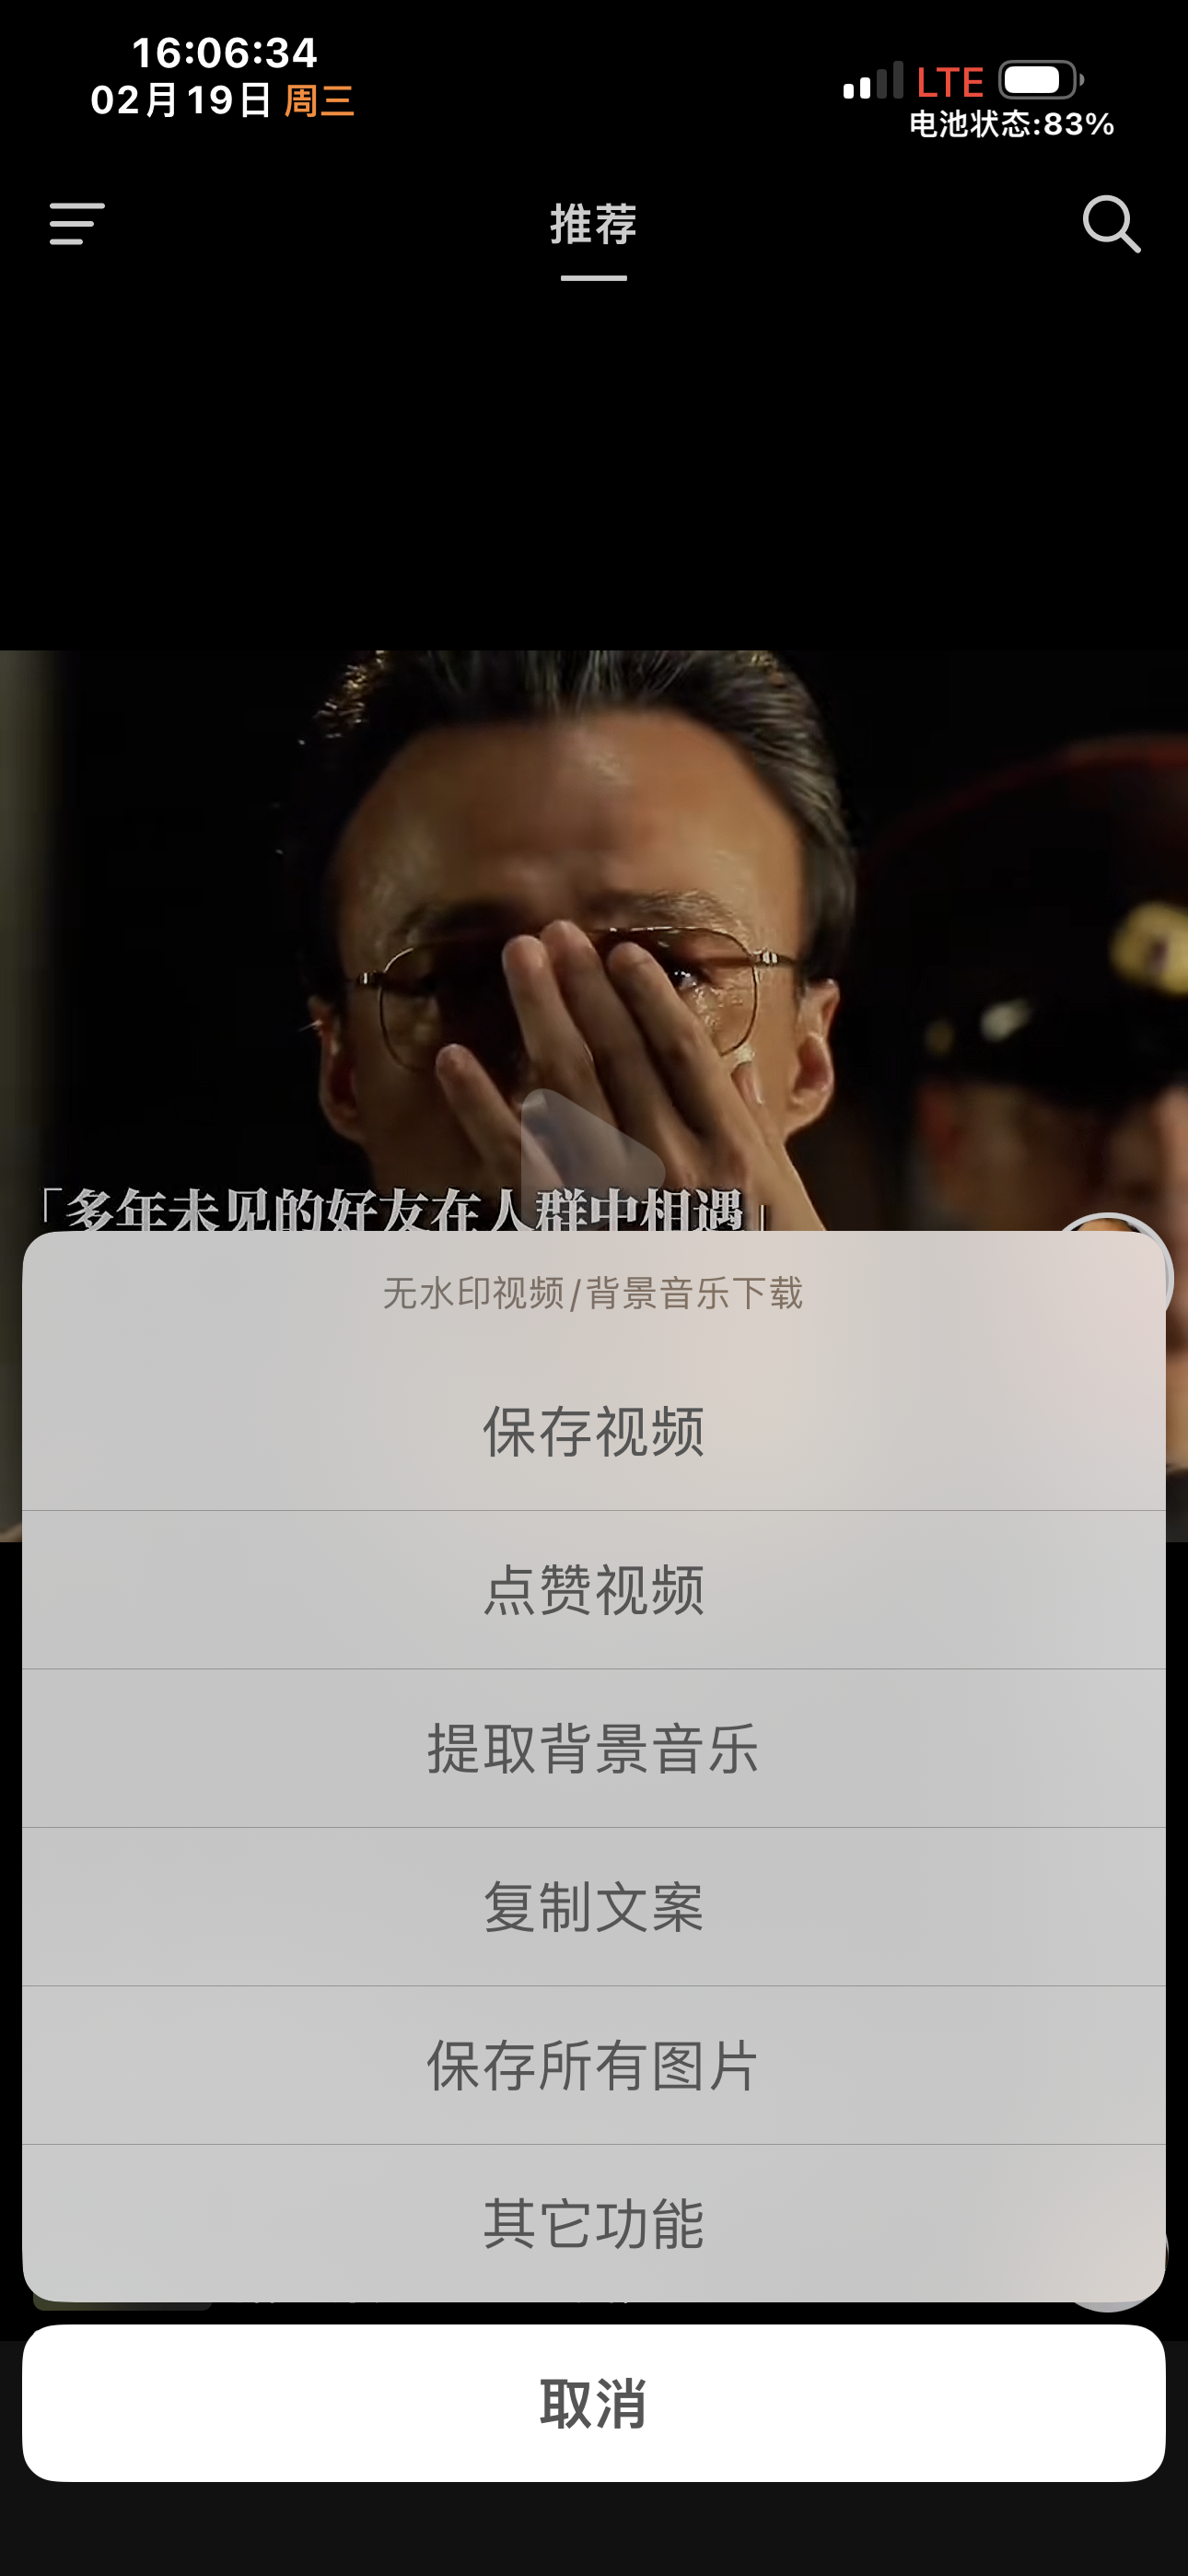 16:06:34
02月19日 周三
LTE
电池状态:83%
推荐
「多年未见的好友在人群中相遇」
无水印视频/背景音乐下载
保存视频
点赞视频
提取背景音乐
复制文案
保存所有图片
其它功能
取消